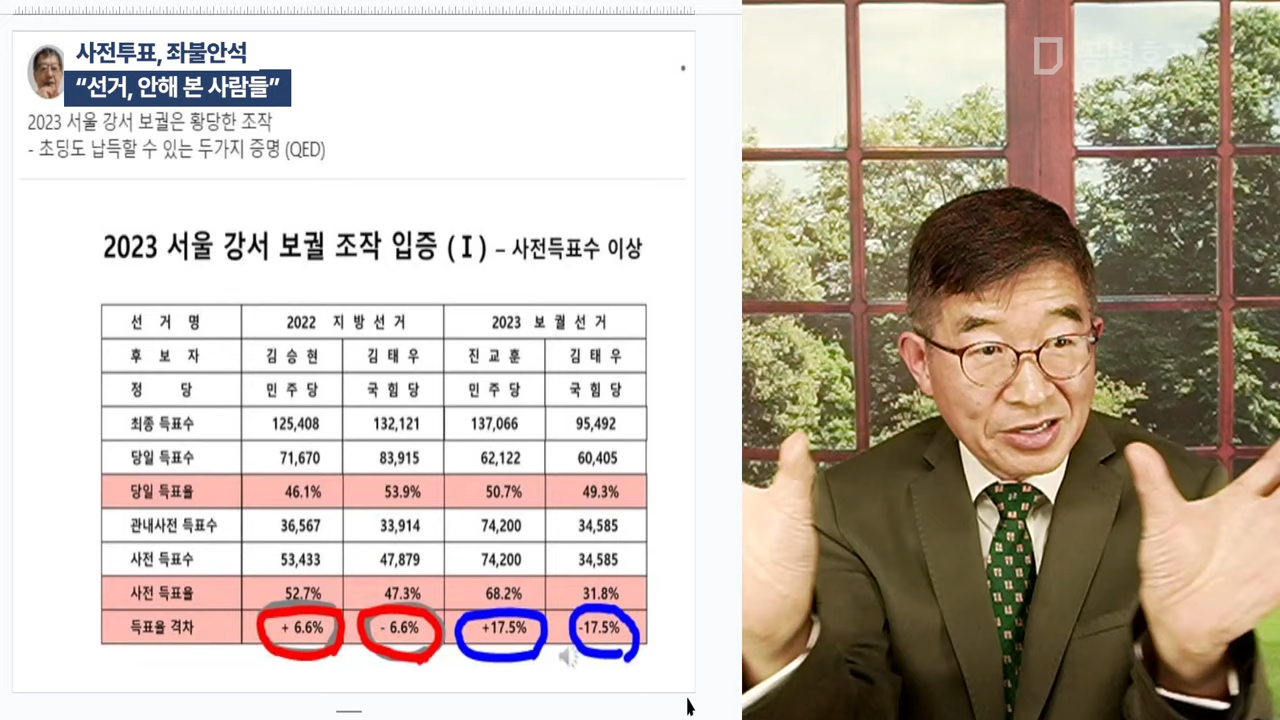 사전투표, 좌불안석
“선거, 안해 본 사람들”
2023 서울 강서 보궐은 황당한 조작
- 초딩도 납득할 수 있는 두가지 증명 (QED)
2023 서울 강서 보궐 조작 입증 (Ⅰ) – 사전득표수 이상
선 거 명 2022 지 방 선 거 2023 보 궐 선 거
후 보 자 김 승 현 김 태 우 진 교 훈 김 태 우
정 당 민 주 당 국 힘 당 민 주 당 국 힘 당
최종 득표수 125,408 132,121 137,066 95,492
당일 득표수 71,670 83,915 62,122 60,405
당일 득표율 46.1% 53.9% 50.7% 49.3%
관내사전 득표수 36,567 33,914 74,200 34,585
사전 득표수 53,433 47,879 74,200 34,585
사전 득표율 52.7% 47.3% 68.2% 31.8%
득표율 격차 + 6.6% - 6.6% +17.5% -17.5%